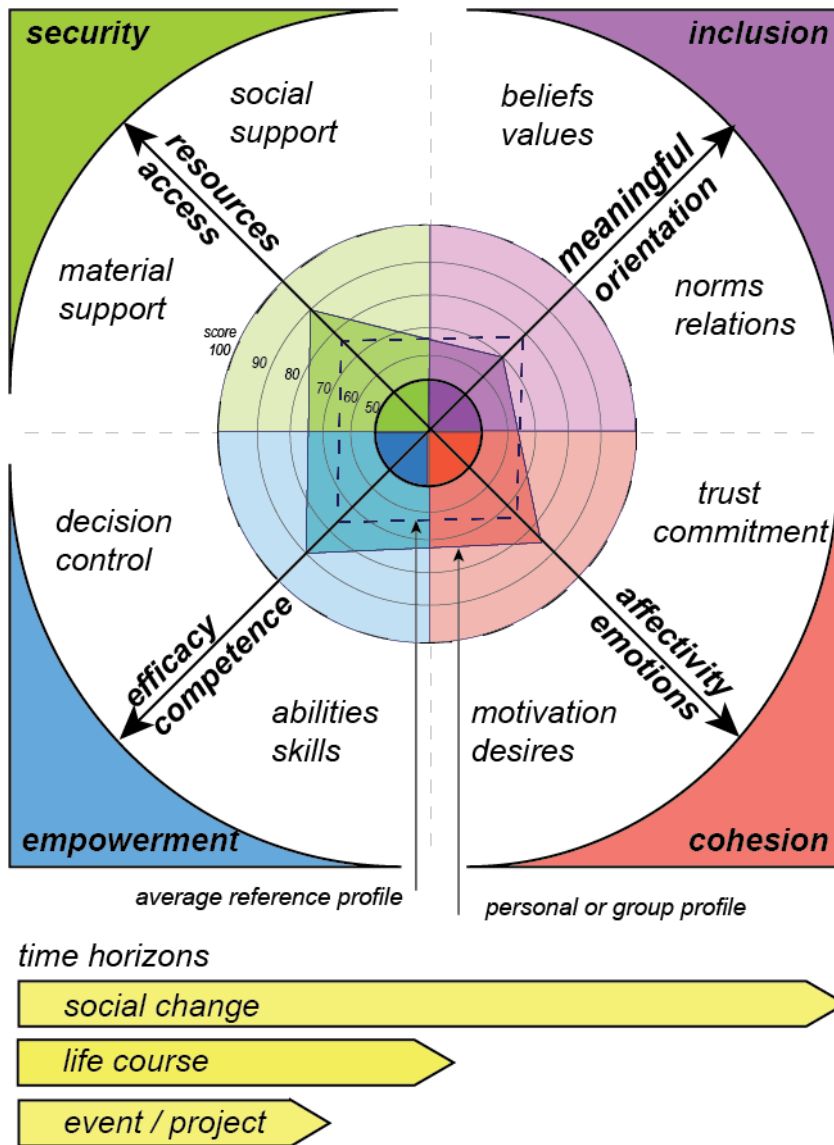 security
inclusion
social
support
beliefs
values
resources
access
meaningful
orientation
material
support
norms
relations
score
100
90
80
70
60
50
decision
control
trust
commitment
efficacy
competence
affectivity
emotions
abilities
skills
motivation
desires
empowerment
cohesion
average reference profile
personal or group profile
time horizons
social change
life course
event / project